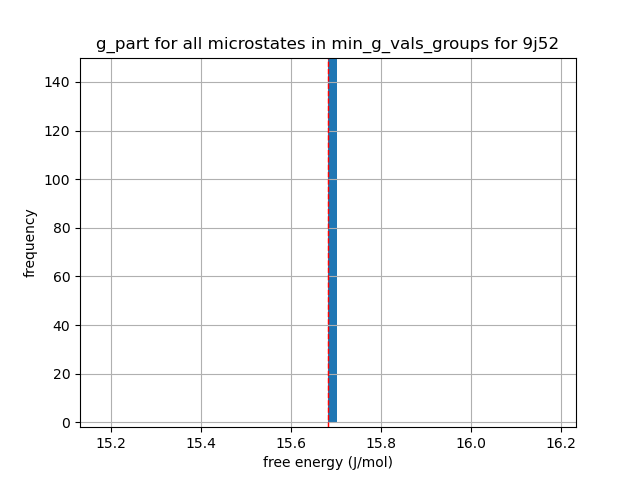 g_part for all microstates in min_g_vals_groups for 9j52
140
120
100
80
60
40
20
0
frequency
15.2 15.4 15.6 15.8 16.0 16.2
free energy (J/mol)